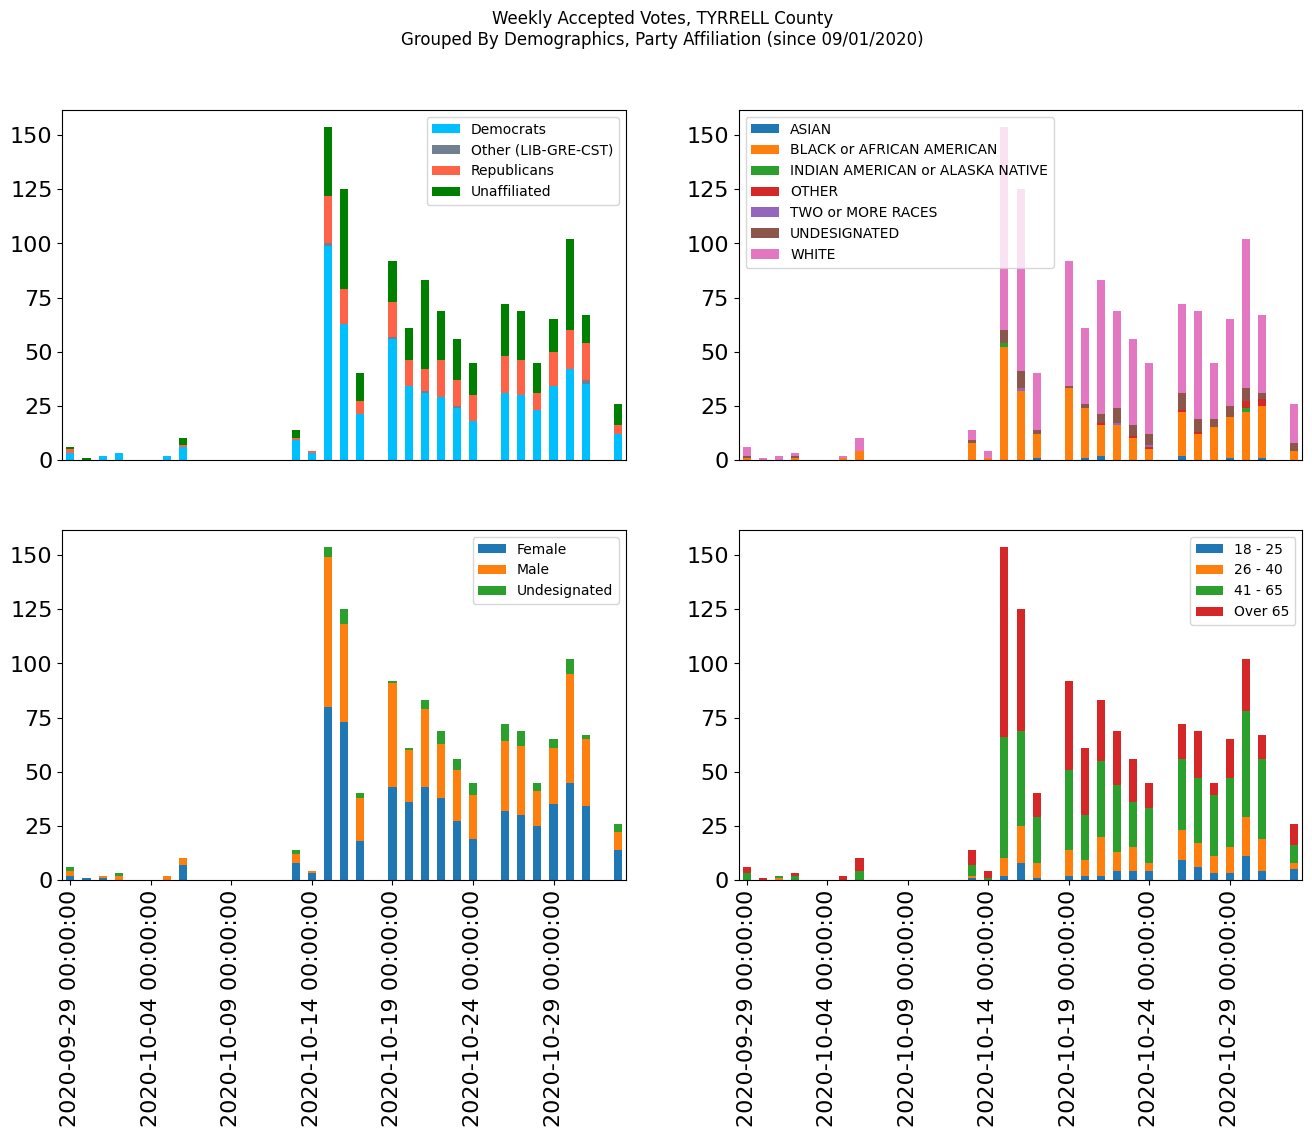 Weekly Accepted Votes, TYRRELL County
Grouped By Demographics, Party Affiliation (since 09/01/2020)
150
125
100
75
50
25
0
Democrats
Other (LIB-GRE-CST)
Republicans
Unaffiliated
150
125
100
75
50
25
0
ASIAN
BLACK or AFRICAN AMERICAN
INDIAN AMERICAN or ALASKA NATIVE
OTHER
TWO or MORE RACES
UNDESIGNATED
WHITE
150
125
100
75
50
25
0
Female
Male
Undesignated
2020-09-29 00:00:00
2020-10-04 00:00:00
2020-10-09 00:00:00
2020-10-14 00:00:00
2020-10-19 00:00:00
2020-10-24 00:00:00
2020-10-29 00:00:00
150
125
100
75
50
25
0
18 - 25
26 - 40
41 - 65
Over 65
2020-09-29 00:00:00
2020-10-04 00:00:00
2020-10-09 00:00:00
2020-10-14 00:00:00
2020-10-19 00:00:00
2020-10-24 00:00:00
2020-10-29 00:00:00